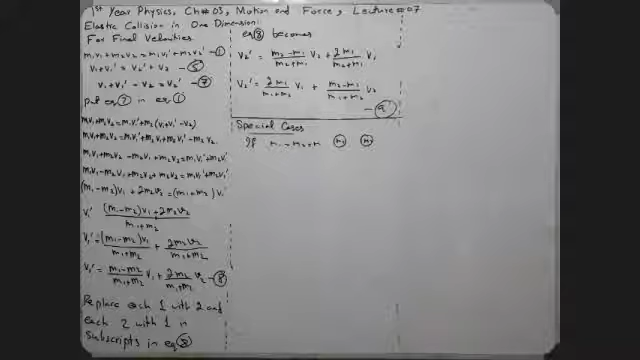 1st Year Physics, Ch# 03, Motion and Force, Lecture #07
Elastic Collision in One Dimension:
For Final Velocities
m₁v₁+m₂v₂=m₁v₁'+m₂v₂' —①
v₁+v₁' = v₂'+v₂ —⑤
v₁+v₁'-v₂ = v₂' —⑦
put eq ⑦ in eq ①
m₁v₁+m₂v₂=m₁v₁'+m₂(v₁+v₁'-v₂)
m₁v₁+m₂v₂=m₁v₁'+m₂v₁+m₂v₁'-m₂v₂
m₁v₁+m₂v₂-m₂v₁+m₂v₂=m₁v₁'+m₂v₁'
m₁v₁-m₂v₁+m₂v₂+m₂v₂=m₁v₁'+m₂v₁'
(m₁-m₂)v₁+2m₂v₂=(m₁+m₂)v₁'
v₁' (m₁-m₂)v₁+2m₂v₂ / m₁+m₂
v₁'=(m₁-m₂)v₁ / m₁+m₂ + 2m₂v₂ / m₁+m₂
v₁'= m₁-m₂ / m₁+m₂ v₁ + 2m₂ / m₁+m₂ v₂ —⑧
Replace each 1 with 2 and
each 2 with 1 in
subscripts in eq ⑧
eq ⑧ becomes
v₂' = m₂-m₁ / m₂+m₁ v₂ + 2m₁ / m₂+m₁ v₁
v₂' = 2m₁ / m₁+m₂ v₁ + m₂-m₁ / m₁+m₂ v₂
—⑨
Special Cases
If m₁=m₂=m